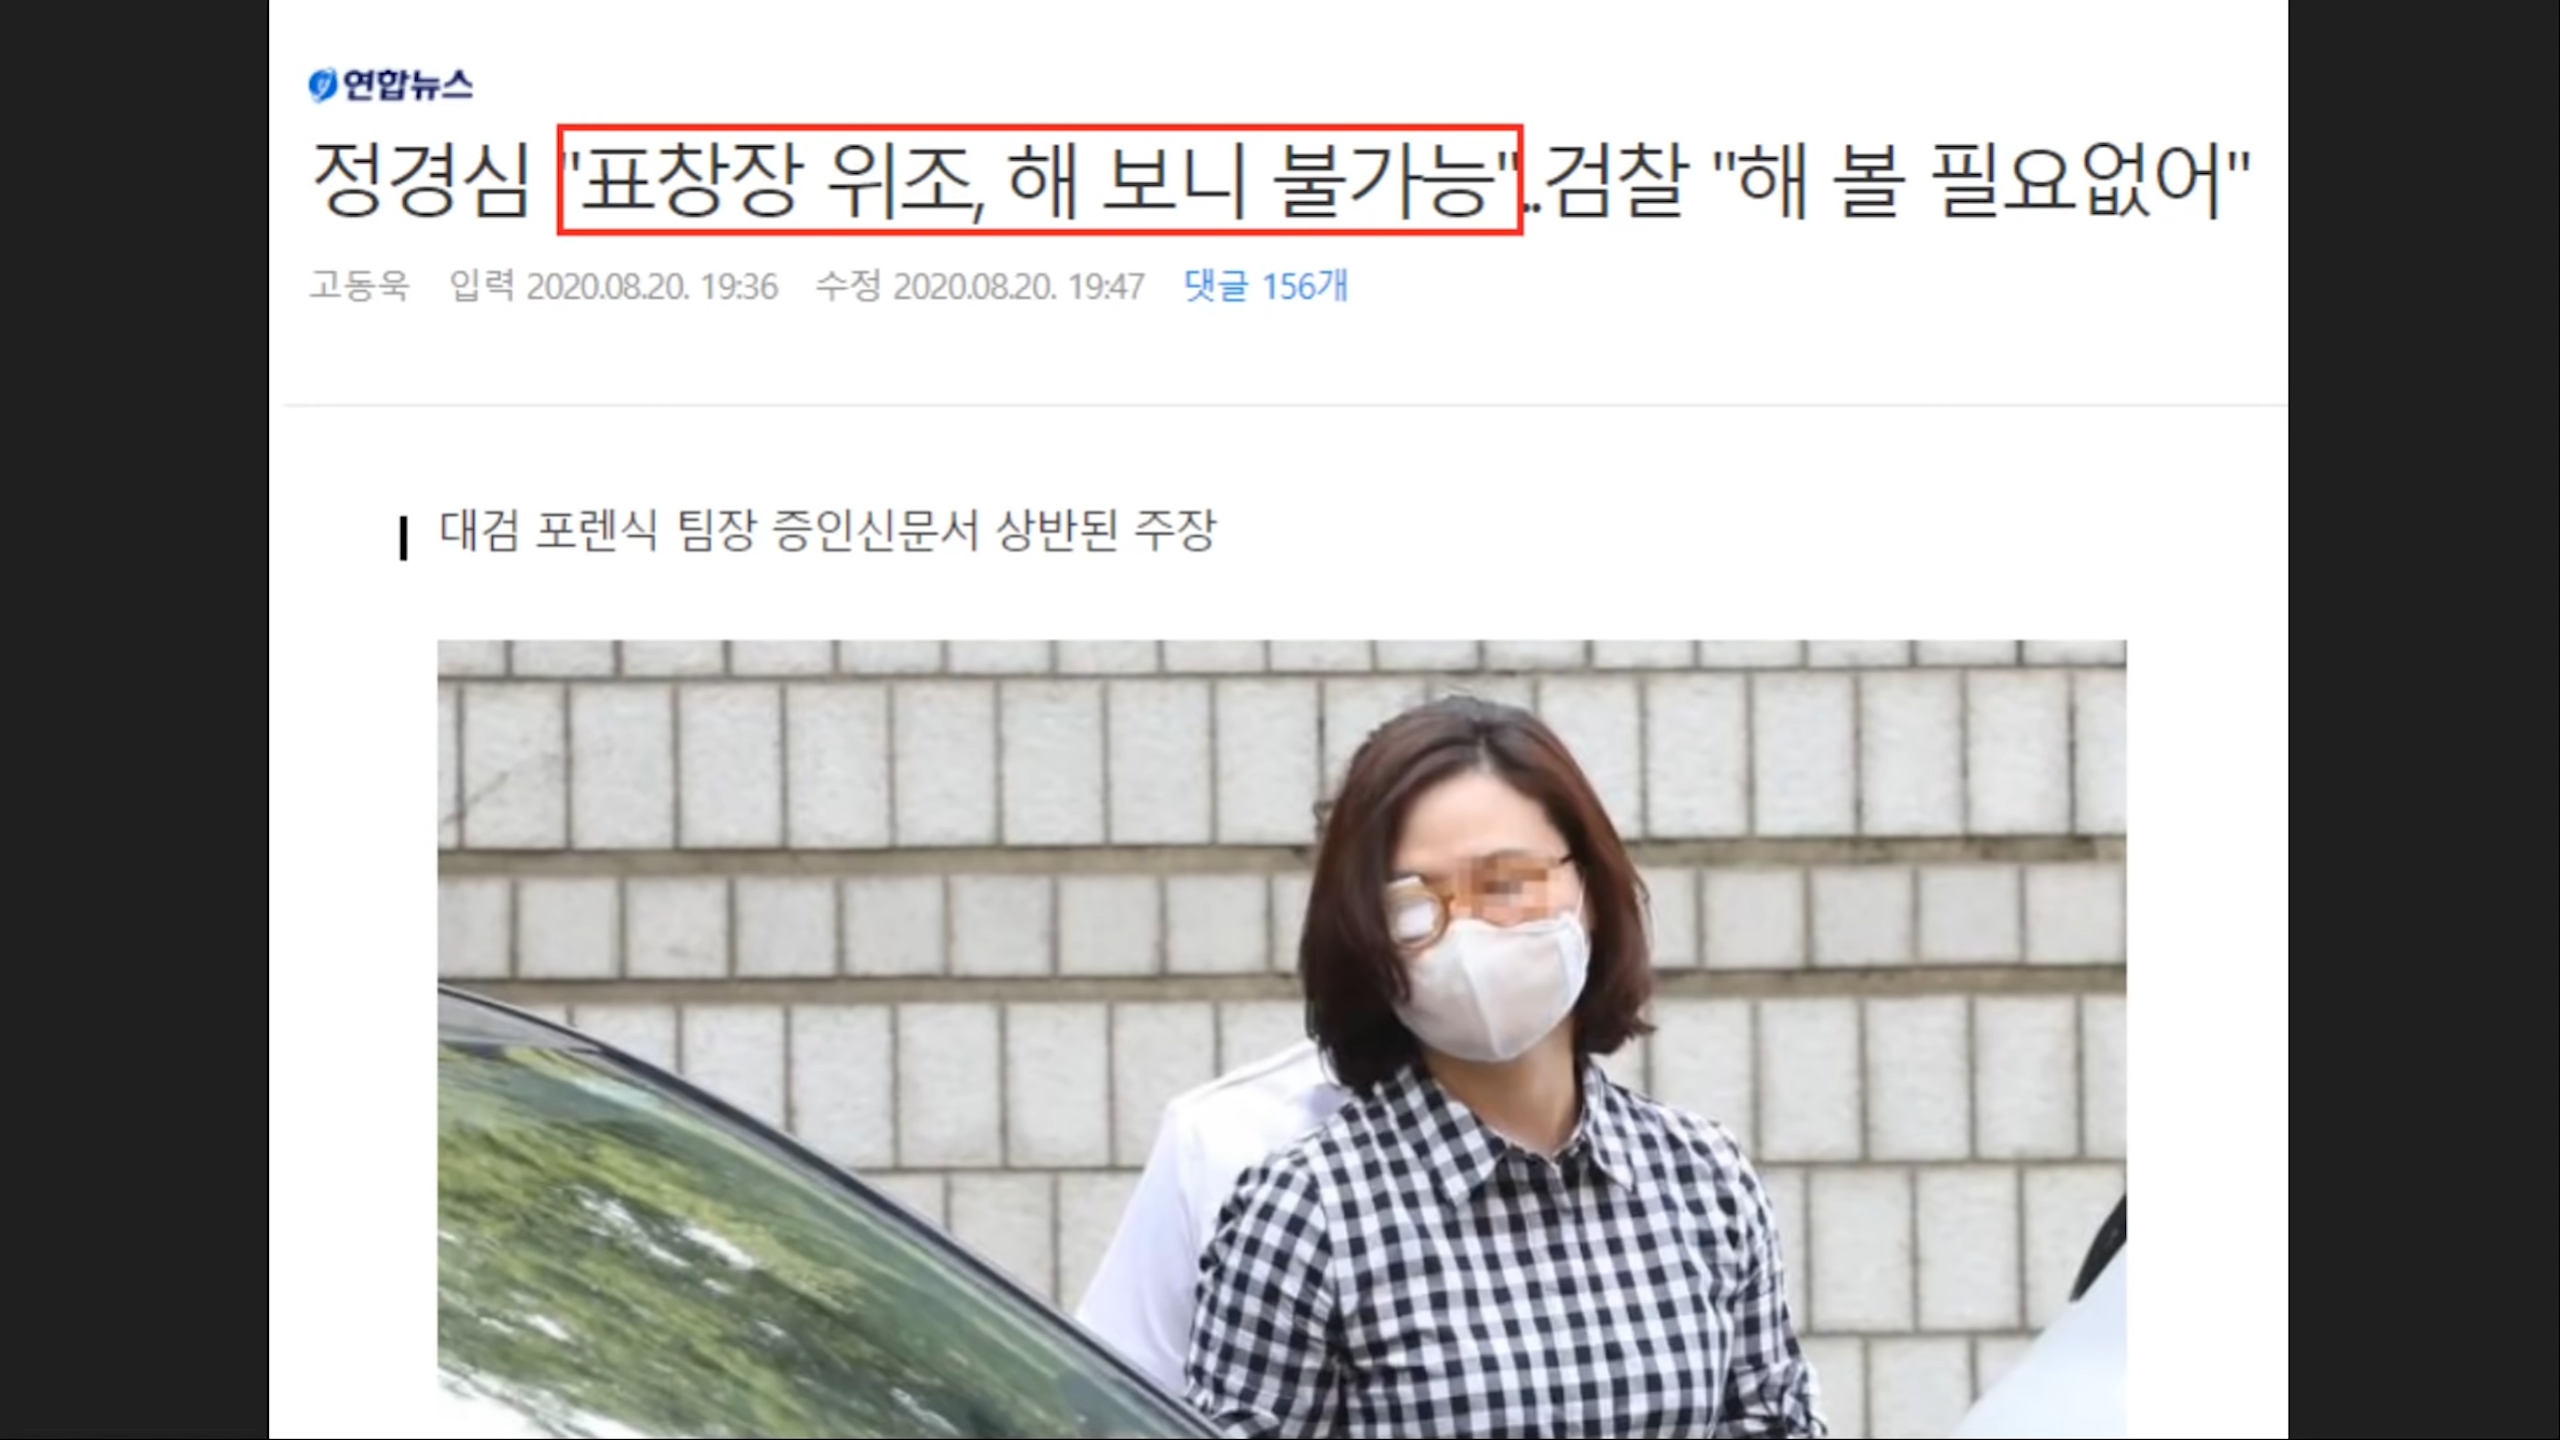 연합뉴스
정경심 "표창장 위조, 해 보니 불가능"..검찰 "해 볼 필요없어"
고동욱 입력 2020.08.20. 19:36 수정 2020.08.20. 19:47 댓글 156개
대검 포렌식 팀장 증인신문서 상반된 주장